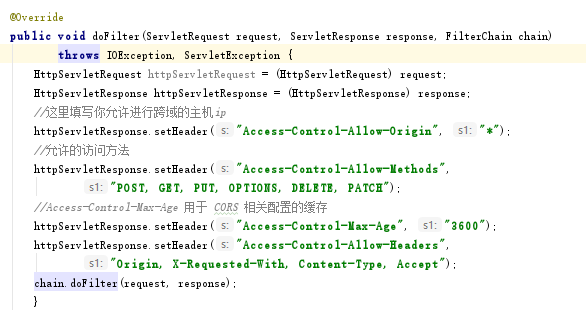 @Override
public void doFilter(ServletRequest request, ServletResponse response, FilterChain chain)
throws IOException, ServletException {
HttpServletRequest httpServletRequest = (HttpServletRequest) request;
HttpServletResponse httpServletResponse = (HttpServletResponse) response;
//这里填写你允许进行跨域的主机ip
httpServletResponse.setHeader( s: "Access-Control-Allow-Origin", s1: "*");
//允许的访问方法
httpServletResponse.setHeader( s: "Access-Control-Allow-Methods",
s1: "POST, GET, PUT, OPTIONS, DELETE, PATCH");
//Access-Control-Max-Age 用于 CORS 相关配置的缓存
httpServletResponse.setHeader( s: "Access-Control-Max-Age", s1: "3600");
httpServletResponse.setHeader( s: "Access-Control-Allow-Headers",
s1: "Origin, X-Requested-With, Content-Type, Accept");
chain.doFilter(request, response);
}